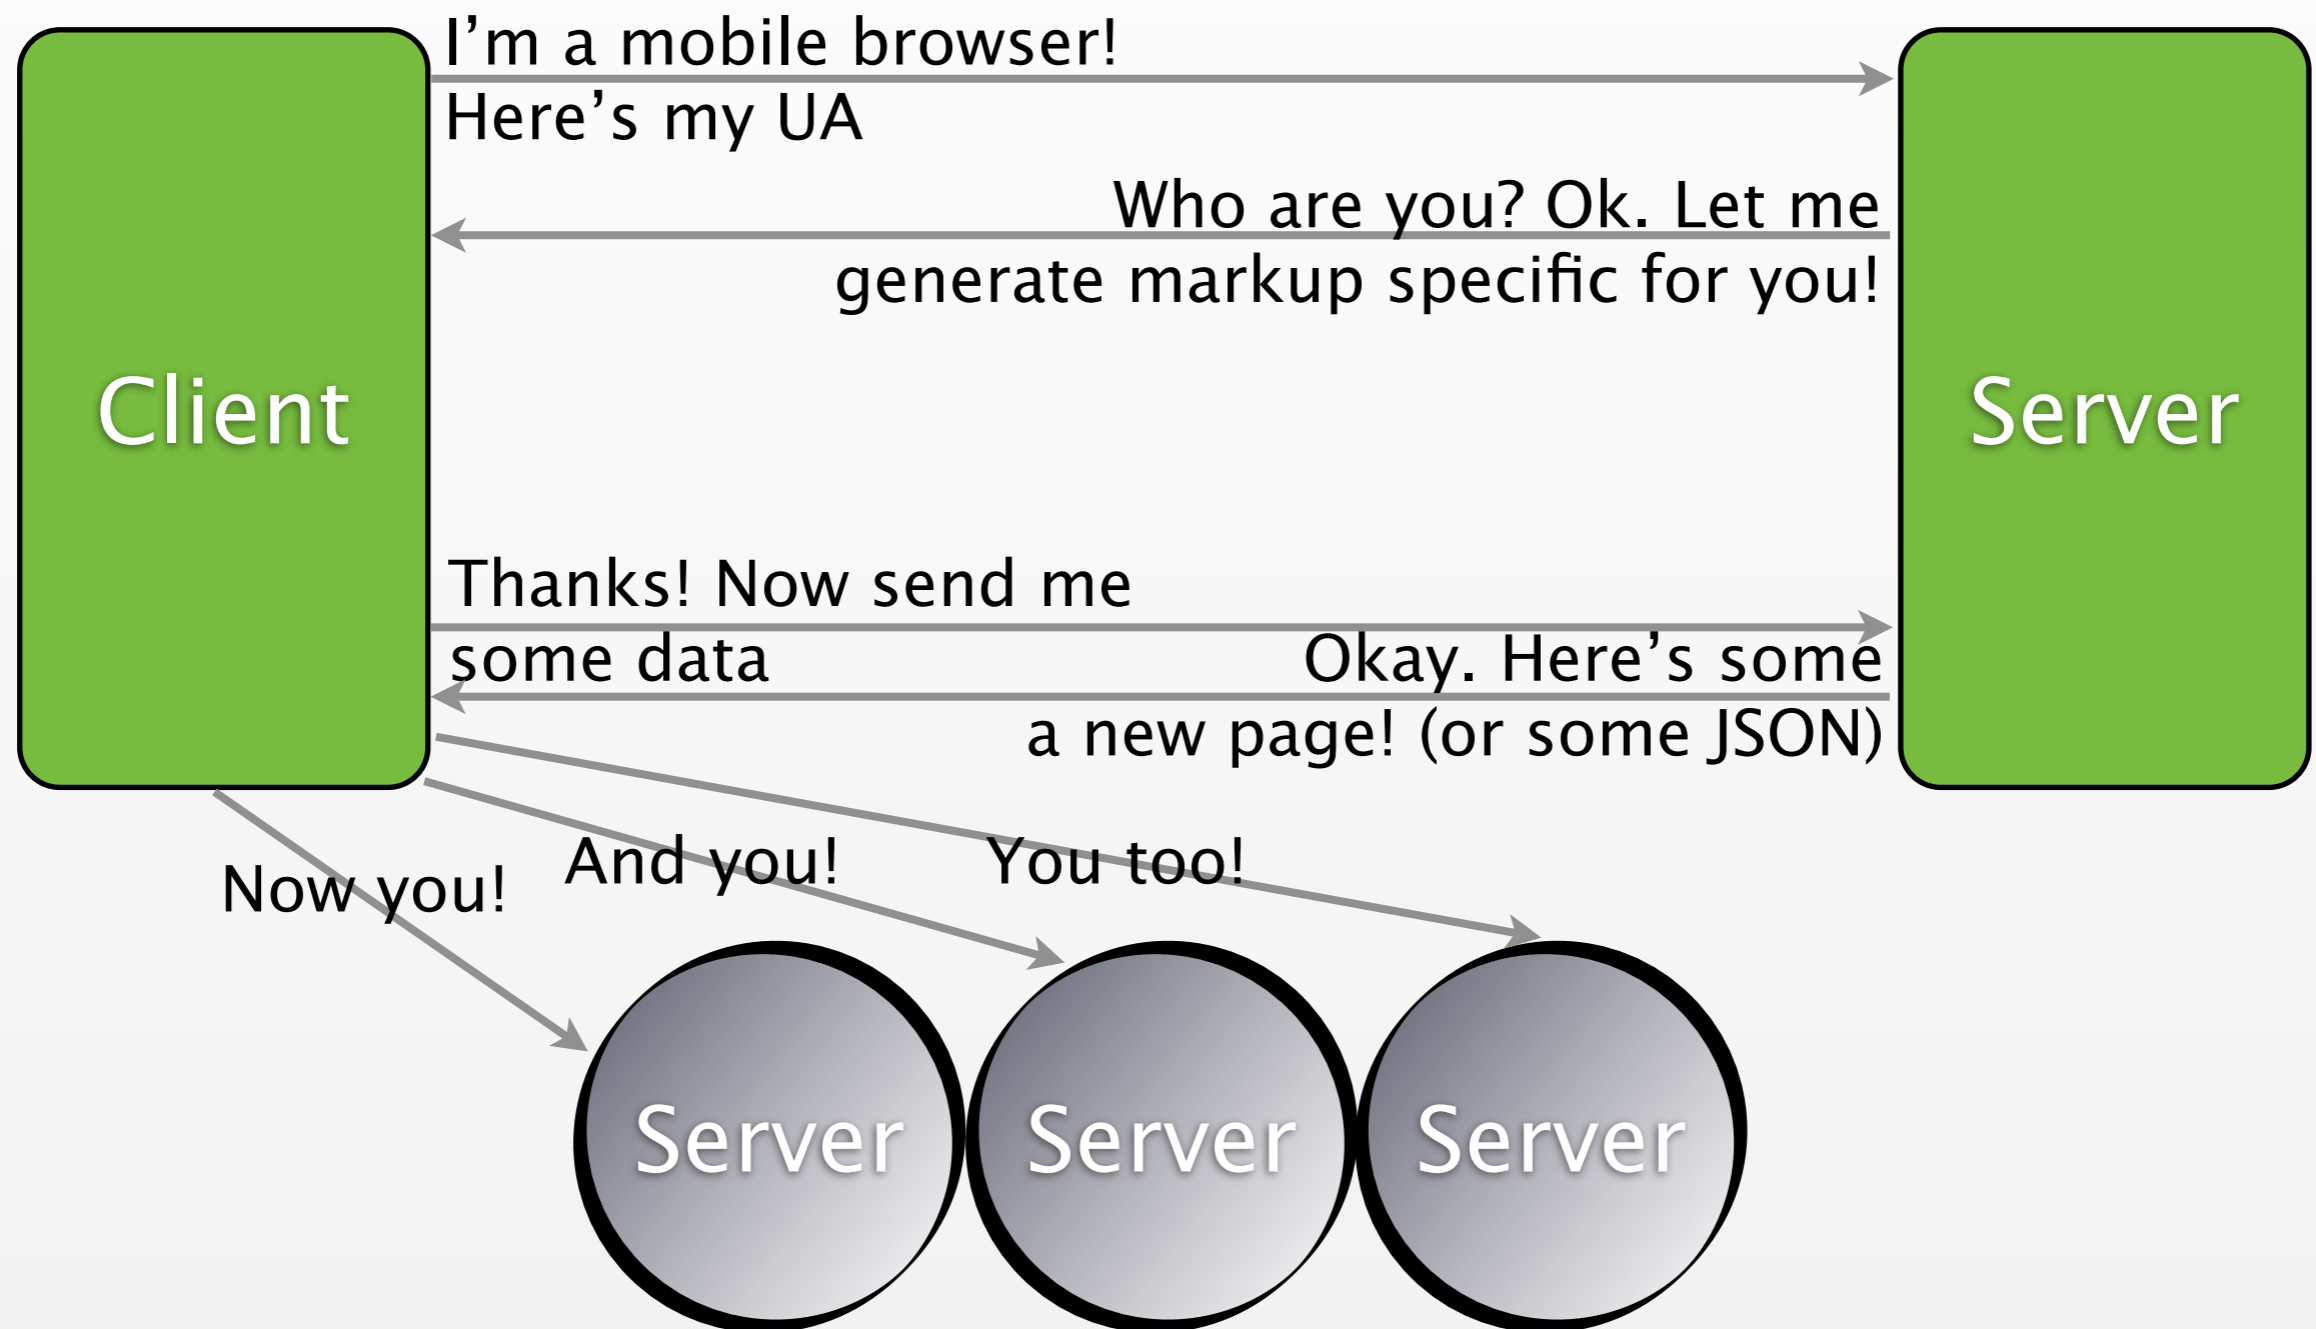 I'm a mobile browser!
Here's my UA
Who are you? Ok. Let me
generate markup specific for you!
Client
Server
Thanks! Now send me
some data
Okay. Here's some
a new page! (or some JSON)
Now you!
And you!
You too!
Server
Server
Server